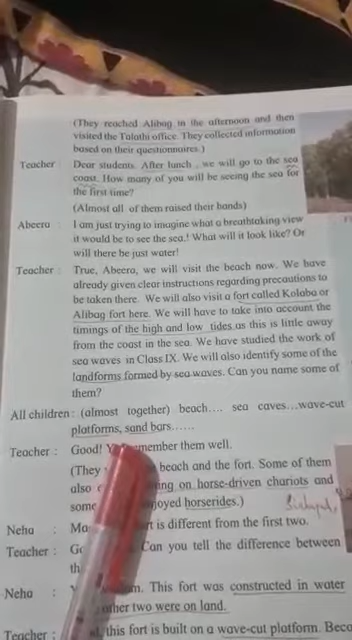 (They reached Alibag in the afternoon and then
visited the Talathi office. They collected information
based on their questionnaires.)
Teacher : Dear students. After lunch, we will go to the sea
coast. How many of you will be seeing the sea for
the first time?
(Almost all of them raised their hands)
Abeera : I am just trying to imagine what a breathtaking view
it would be to see the sea.! What will it look like? Or
will there be just water!
Teacher : True, Abeera, we will visit the beach now. We have
already given clear instructions regarding precautions to
be taken there. We will also visit a fort called Kolaba or
Alibag fort here. We will have to take into account the
timings of the high and low tides as this is little away
from the coast in the sea. We have studied the work of
sea waves in Class IX. We will also identify some of the
landforms formed by sea waves. Can you name some of
them?
All children : (almost together) beach.... sea caves...wave-cut
platforms, sand bars......
Teacher : Good! remember them well.
(They beach and the fort. Some of them
also on horse-driven chariots and
some horserides.)
Neha : is different from the first two.
Teacher : Can you tell the difference between
Neha : This fort was constructed in water
other two were on land.
Teacher : this fort is built on a wave-cut platform.